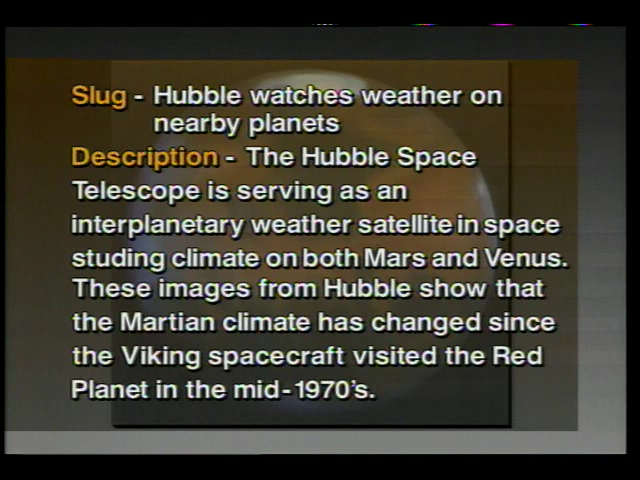 Slug - Hubble watches weather on
nearby planets
Description - The Hubble Space
Telescope is serving as an
interplanetary weather satellite in space
studing climate on both Mars and Venus.
These images from Hubble show that
the Martian climate has changed since
the Viking spacecraft visited the Red
Planet in the mid-1970's.